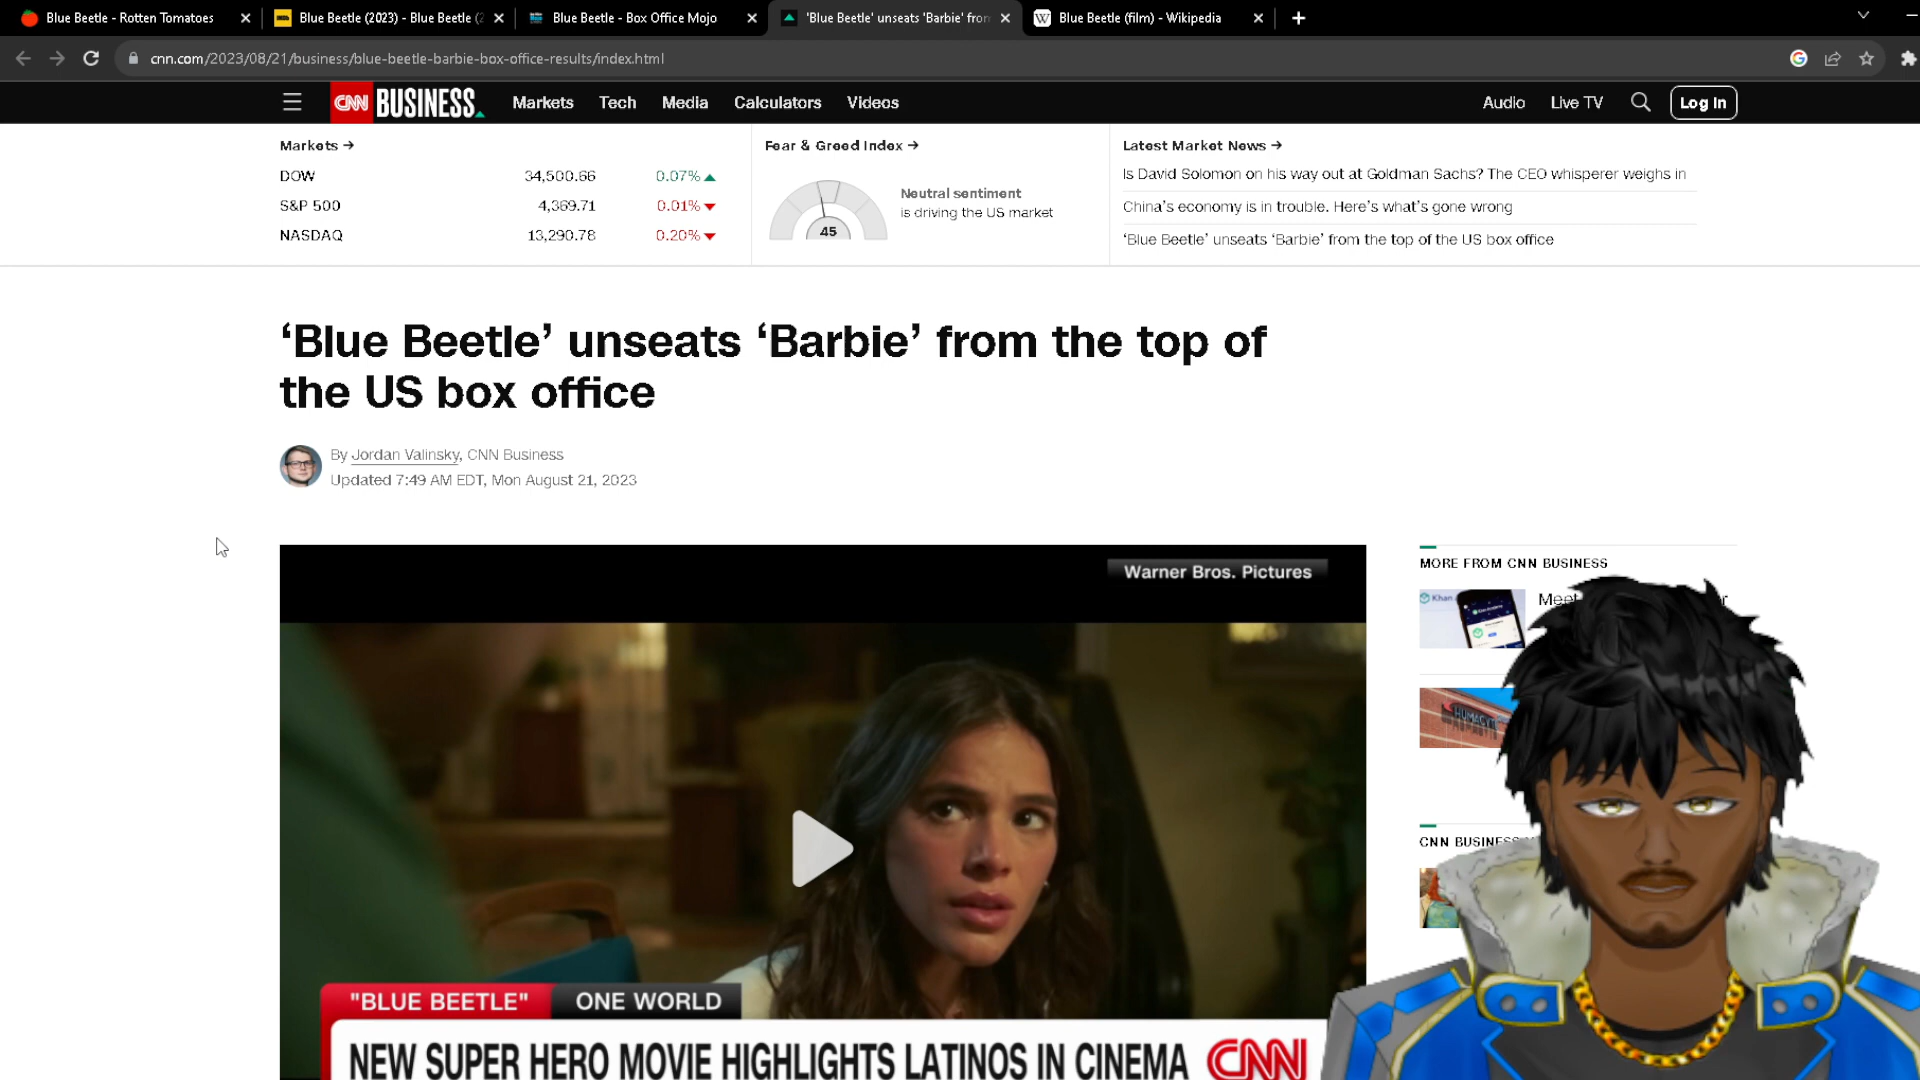 Blue Beetle - Rotten Tomatoes
Blue Beetle (2023) - Blue Beetle (2
Blue Beetle - Box Office Mojo
'Blue Beetle' unseats 'Barbie' from
Blue Beetle (film) - Wikipedia
cnn.com/2023/08/21/business/blue-beetle-barbie-box-office-results/index.html
CNN BUSINESS
Markets
Tech
Media
Calculators
Videos
Audio
Live TV
Log In
Markets →
DOW 34,500.66 0.07%
S&P 500 4,369.71 0.01%
NASDAQ 13,290.78 0.20%
Fear & Greed Index →
45
Neutral sentiment
is driving the US market
Latest Market News →
Is David Solomon on his way out at Goldman Sachs? The CEO whisperer weighs in
China's economy is in trouble. Here's what's gone wrong
'Blue Beetle' unseats 'Barbie' from the top of the US box office
‘Blue Beetle’ unseats ‘Barbie’ from the top of
the US box office
By Jordan Valinsky, CNN Business
Updated 7:49 AM EDT, Mon August 21, 2023
Warner Bros. Pictures
"BLUE BEETLE"
ONE WORLD
NEW SUPER HERO MOVIE HIGHLIGHTS LATINOS IN CINEMA
CNN
MORE FROM CNN BUSINESS
Khan
Meet
HUMACYT
CNN BUSINESS